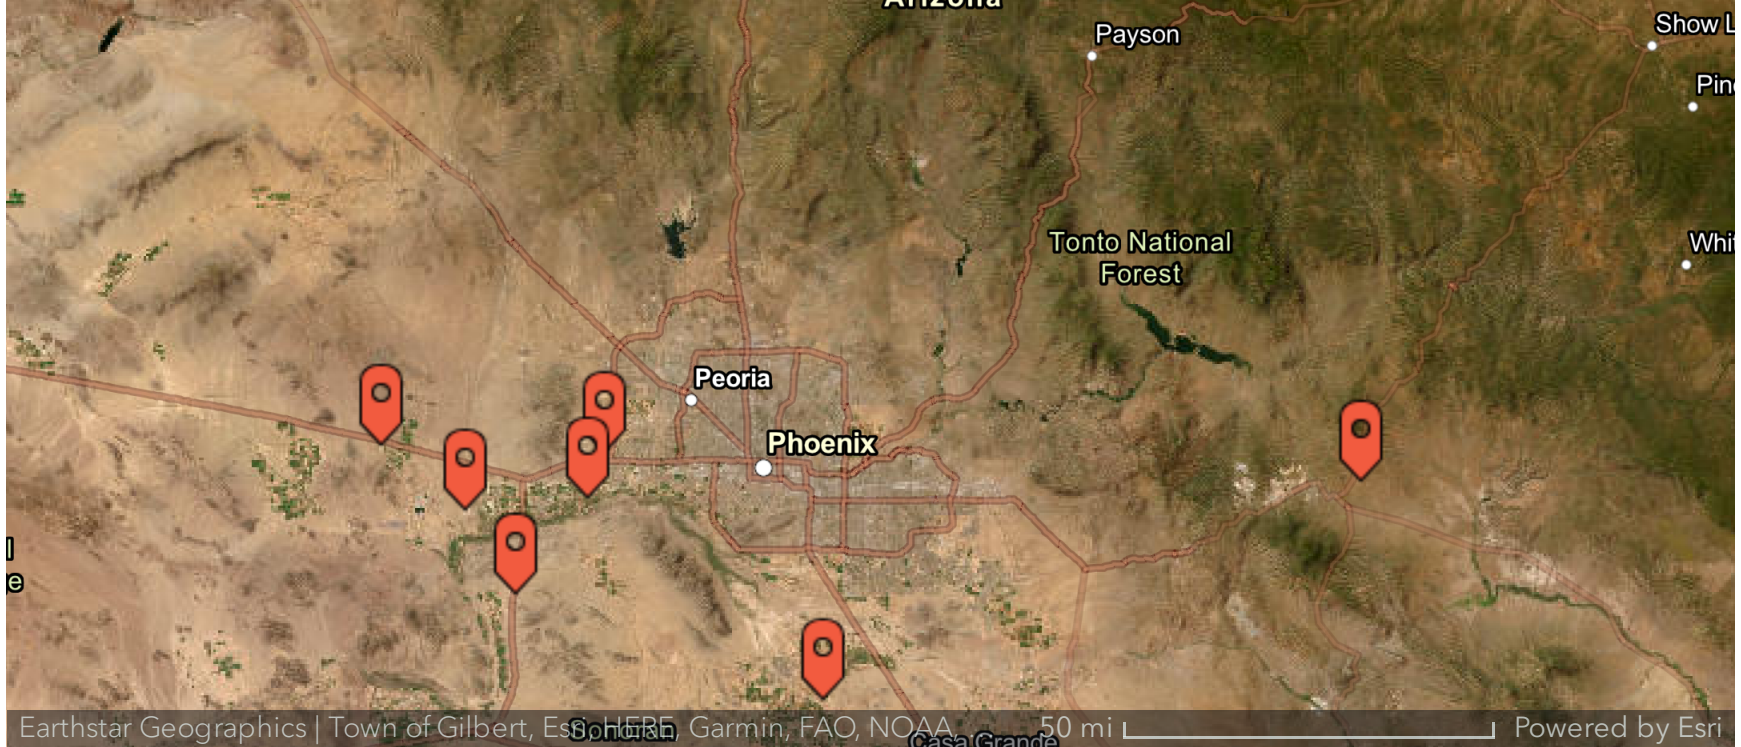 Arizona
Payson
Show L
Pin
Tonto National
Forest
Whit
Peoria
Phoenix
l
e
Earthstar Geographics | Town of Gilbert, Esri, HERE, Garmin, FAO, NOAA,
Sonoran
50 mi
Powered by Esri
Casa Grande